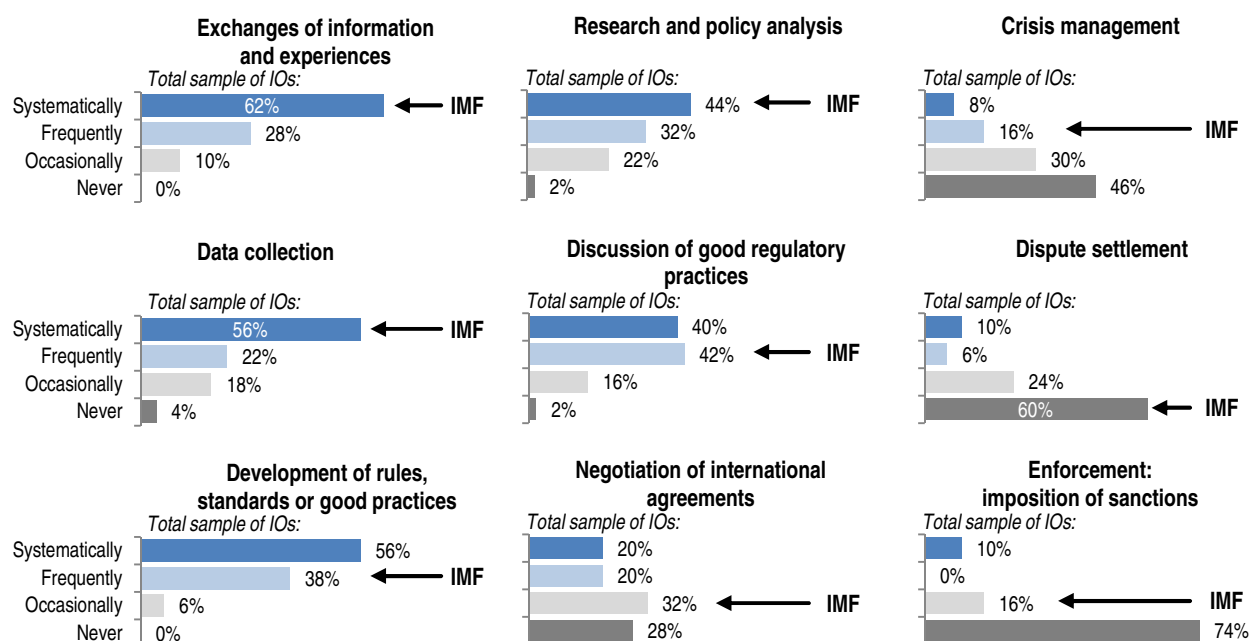 Exchanges of information
and experiences
Total sample of IOs:
Systematically 62% IMF
Frequently 28%
Occasionally 10%
Never 0%
Research and policy analysis
Total sample of IOs:
44% IMF
32%
22%
2%
Crisis management
Total sample of IOs:
8%
16% IMF
30%
46%
Data collection
Total sample of IOs:
Systematically 56% IMF
Frequently 22%
Occasionally 18%
Never 4%
Discussion of good regulatory
practices
Total sample of IOs:
40%
42% IMF
16%
2%
Dispute settlement
Total sample of IOs:
10%
6%
24%
60% IMF
Development of rules,
standards or good practices
Total sample of IOs:
Systematically 56%
Frequently 38% IMF
Occasionally 6%
Never 0%
Negotiation of international
agreements
Total sample of IOs:
20%
20%
32% IMF
28%
Enforcement:
imposition of sanctions
Total sample of IOs:
10%
0%
16% IMF
74%